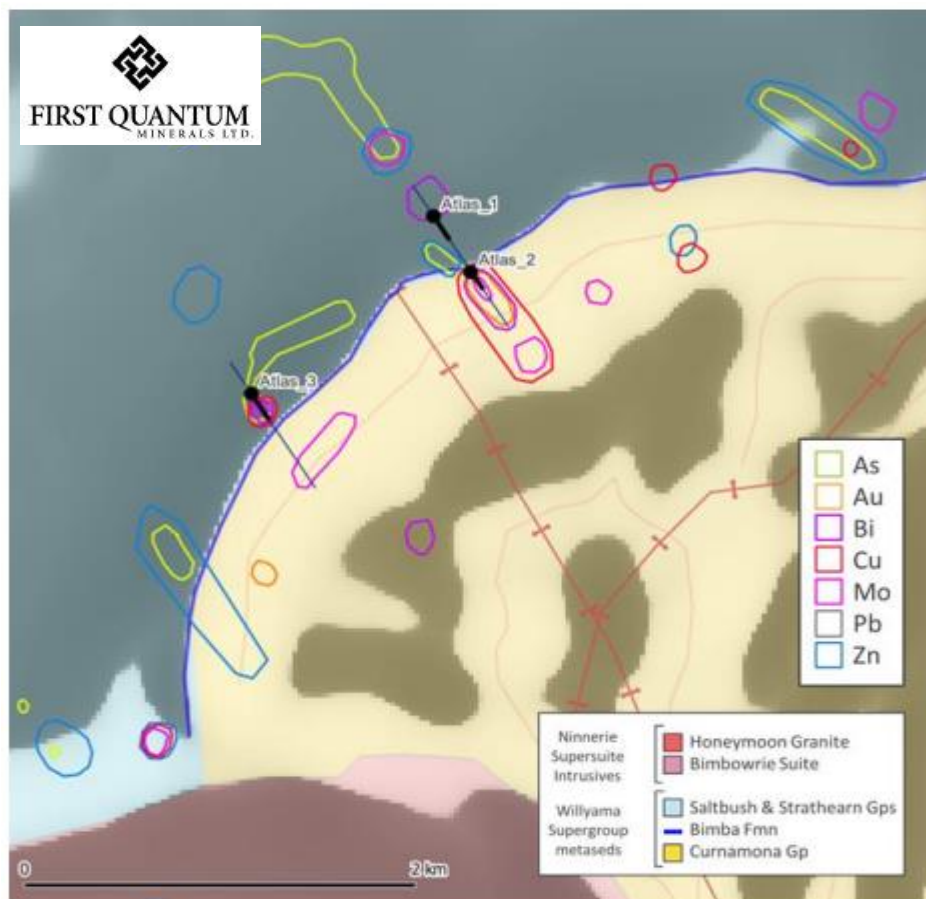 FIRST QUANTUM
MINERALS LTD.
Atlas_1
Atlas_2
Atlas_3
As
Au
Bi
Cu
Mo
Pb
Zn
Ninnerie
Supersuite
Intrusives
Honeymoon Granite
Bimbowrie Suite
Willyama
Supergroup
metaseds
Saltbush & Strathearn Gps
Bimba Fmn
Curnamona Gp
0
2 km